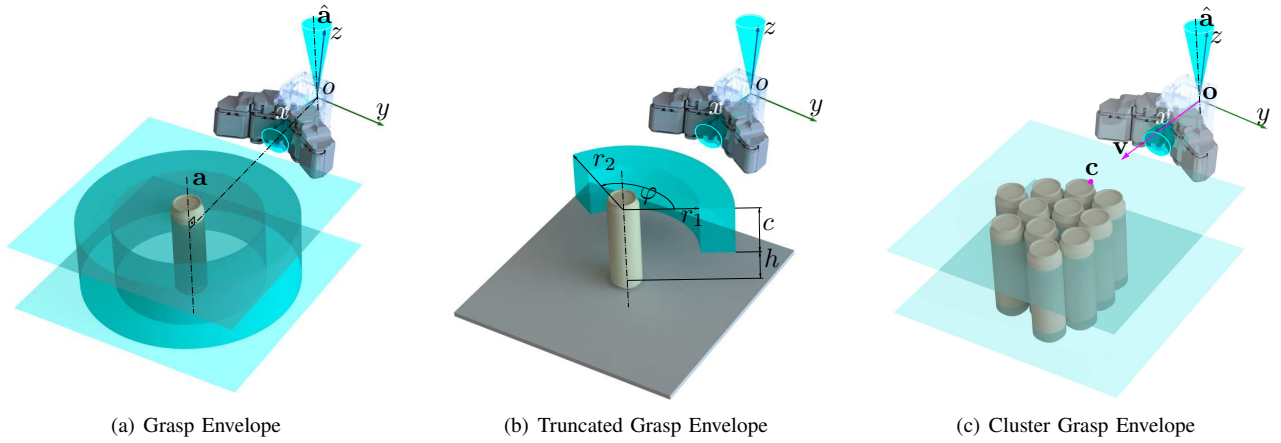 â
z
o
x
y
a
(a) Grasp Envelope
z
o
x
y
r₂
φ
r₁
c
h
(b) Truncated Grasp Envelope
â
z
o
x
y
v
c
(c) Cluster Grasp Envelope